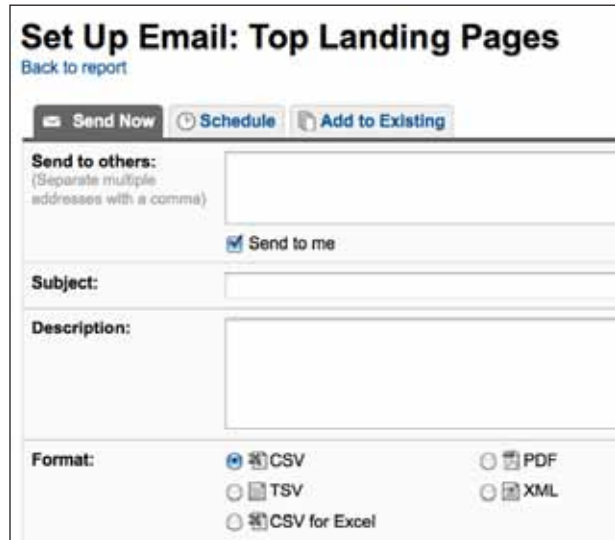 Set Up Email: Top Landing Pages
Back to report
Send Now Schedule Add to Existing
Send to others:
(Separate multiple
addresses with a comma)
Send to me
Subject:
Description:
Format: CSV PDF
TSV XML
CSV for Excel